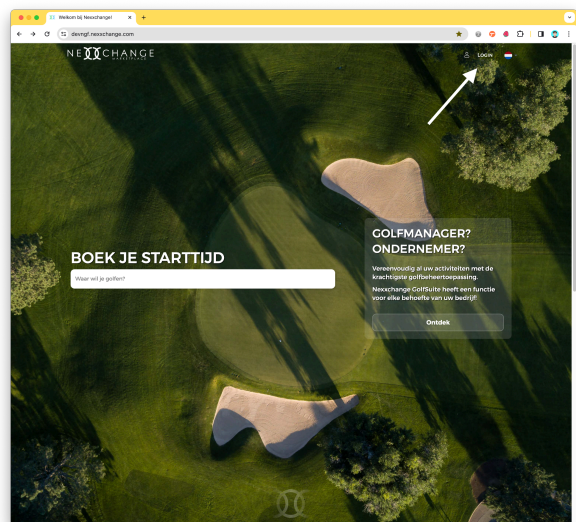 Welkom bij Nexxchange!
devngf.nexxchange.com
NEXXCHANGE
MARKETPLACE
LOGIN
BOEK JE STARTTIJD
Waar wil je golfen?
GOLFMANAGER?
ONDERNEMER?
Vereenvoudig al uw activiteiten met de
krachtigste golfbeheertoepassing.
Nexxchange GolfSuite heeft een functie
voor elke behoefte van uw bedrijf!
Ontdek